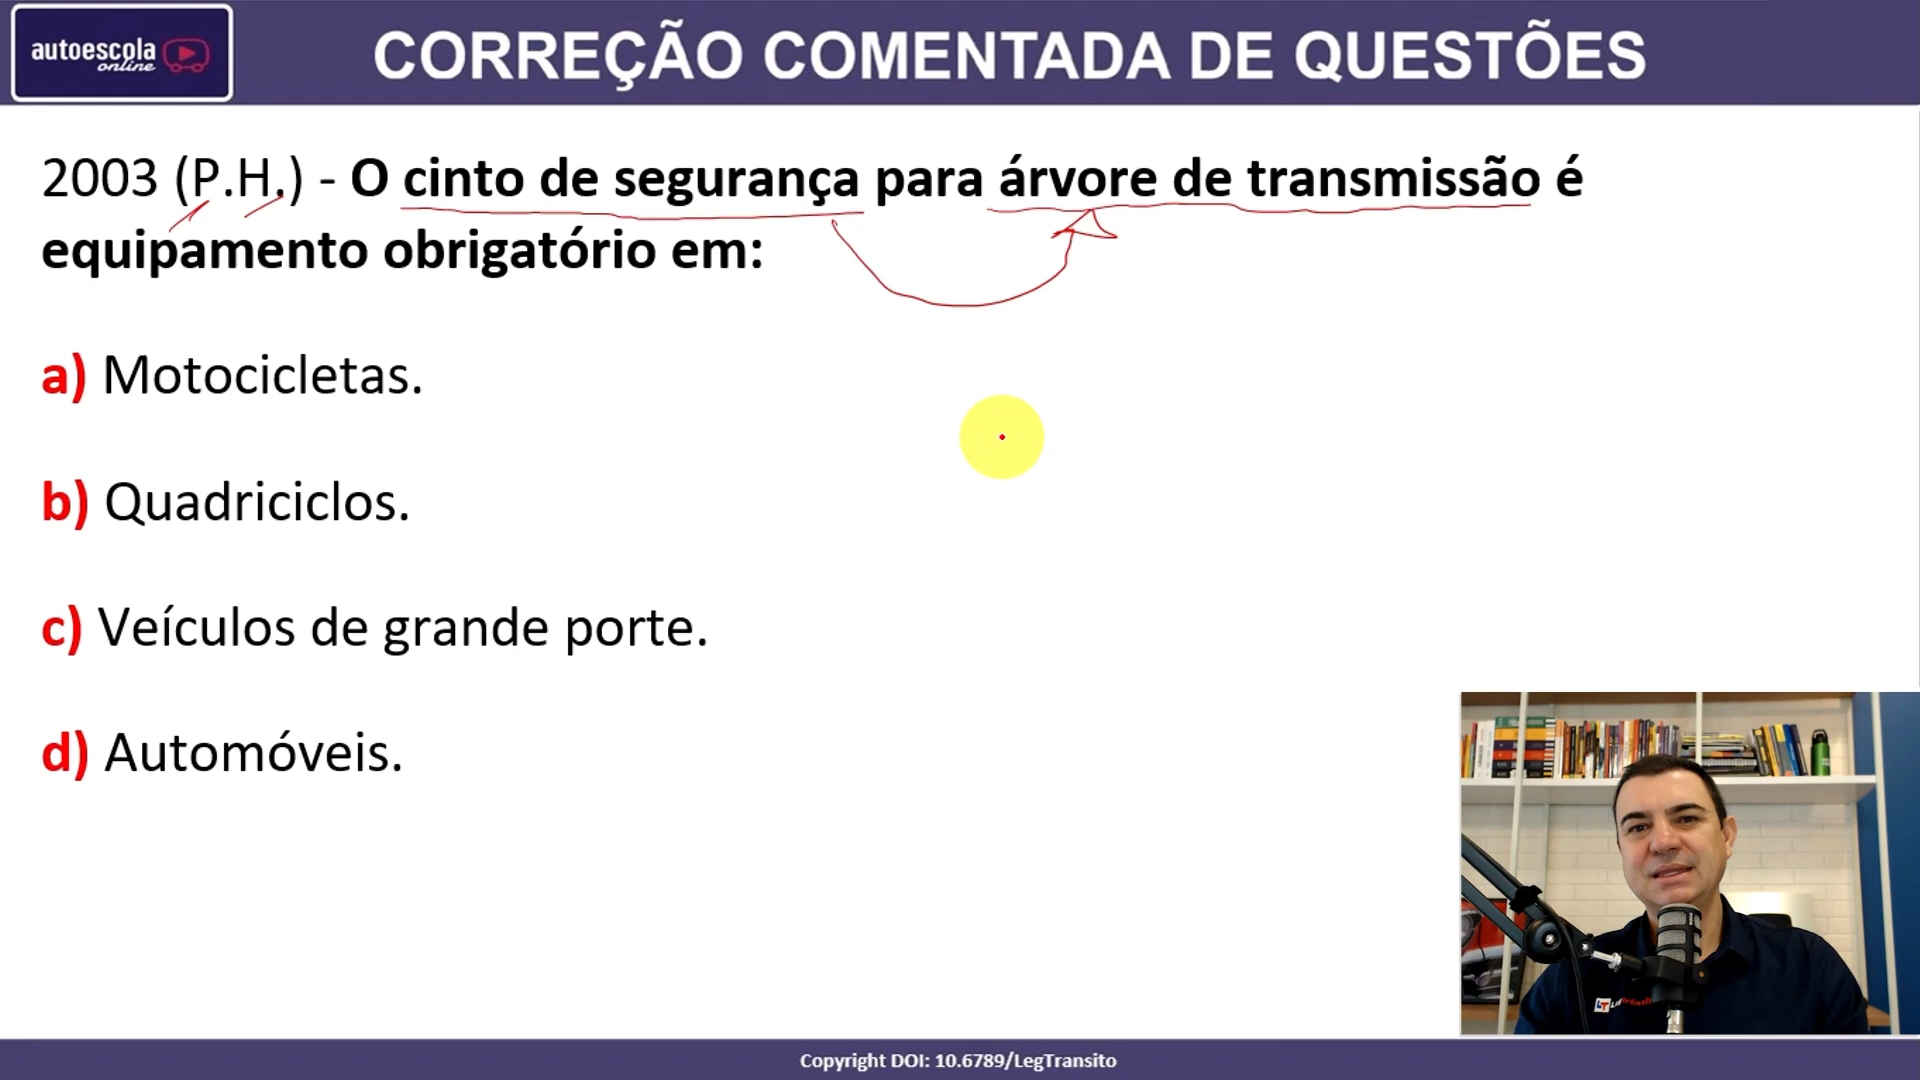 autoescola
online
CORREÇÃO COMENTADA DE QUESTÕES
2003 (P.H.) - O cinto de segurança para árvore de transmissão é
equipamento obrigatório em:
a) Motocicletas.
b) Quadriciclos.
c) Veículos de grande porte.
d) Automóveis.
LT
Copyright DOI: 10.6789/LegTransito